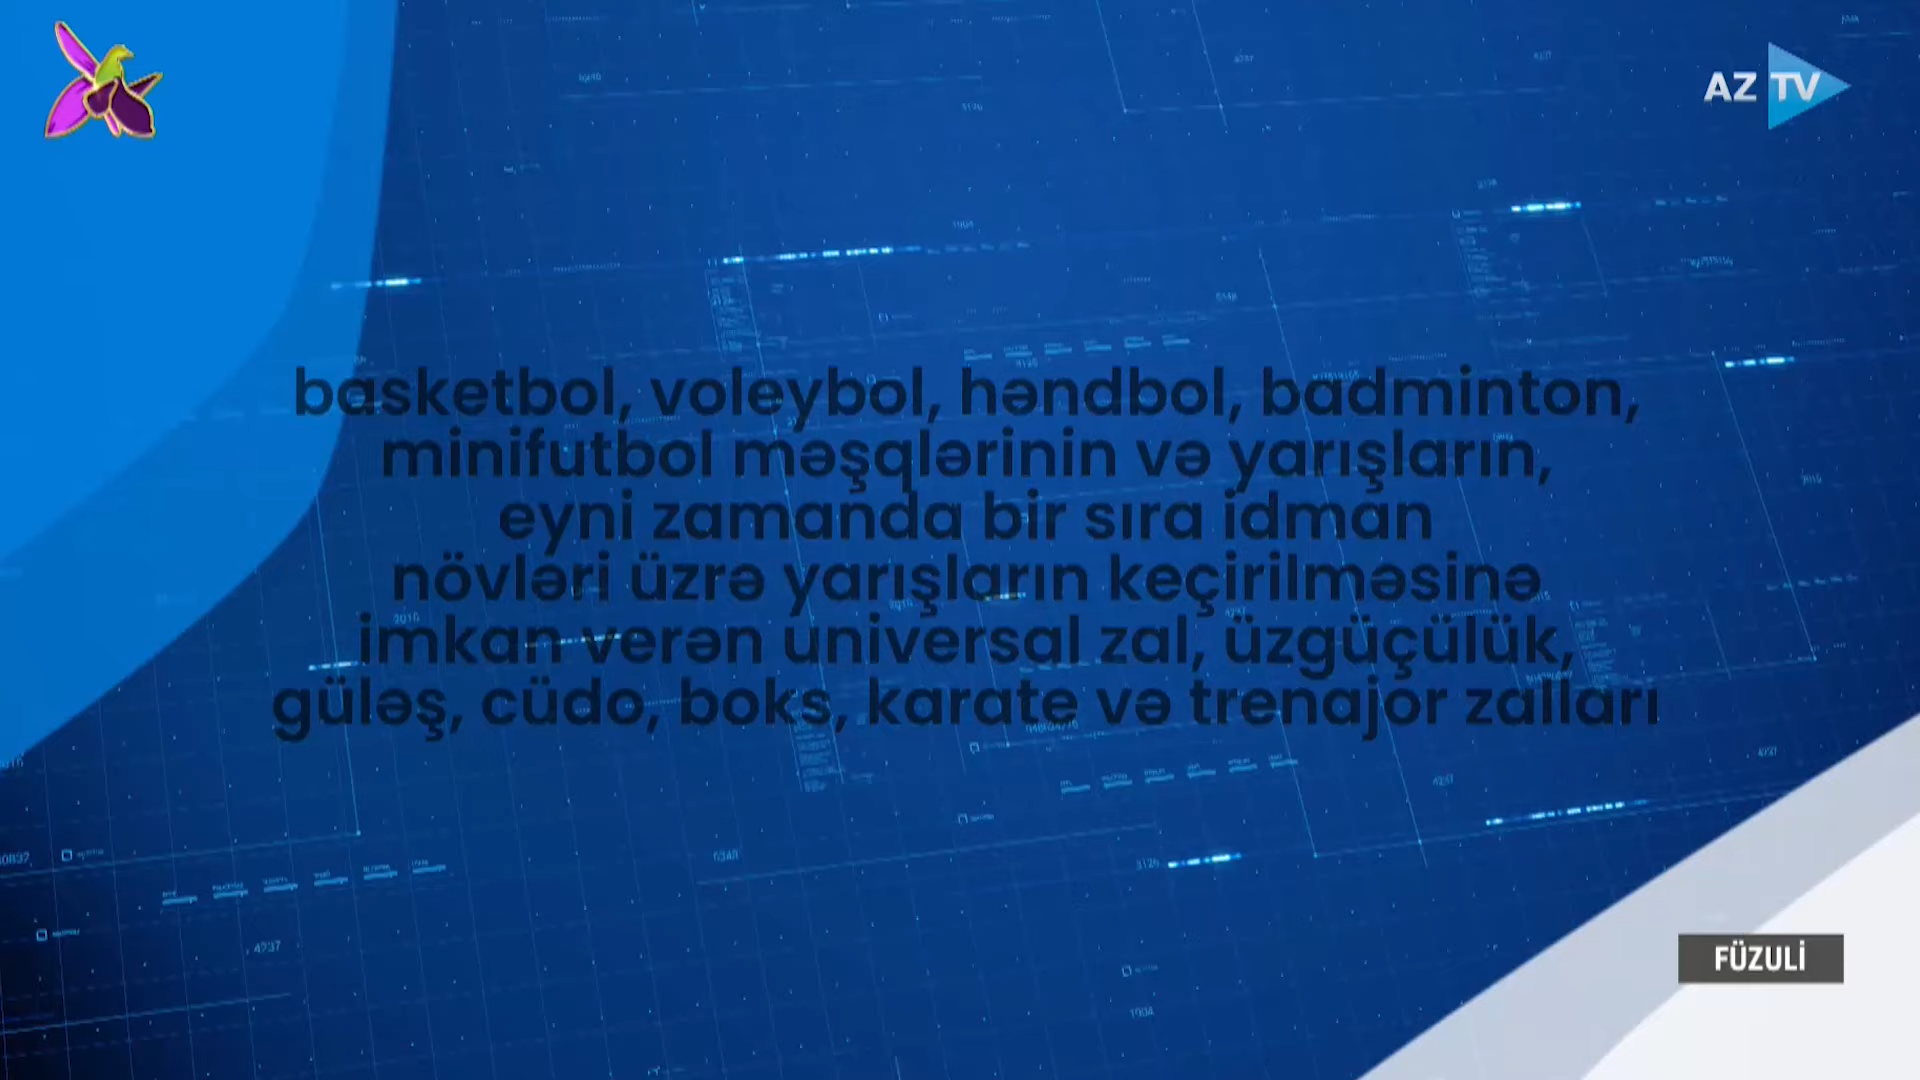 AZ TV
basketbol, voleybol, həndbol, badminton,
minifutbol məşqlərinin və yarışların,
eyni zamanda bir sıra idman
növləri üzrə yarışların keçirilməsinə
imkan verən universal zal, üzgüçülük,
güləş, cüdo, boks, karate və trenajor zalları
FÜZULİ